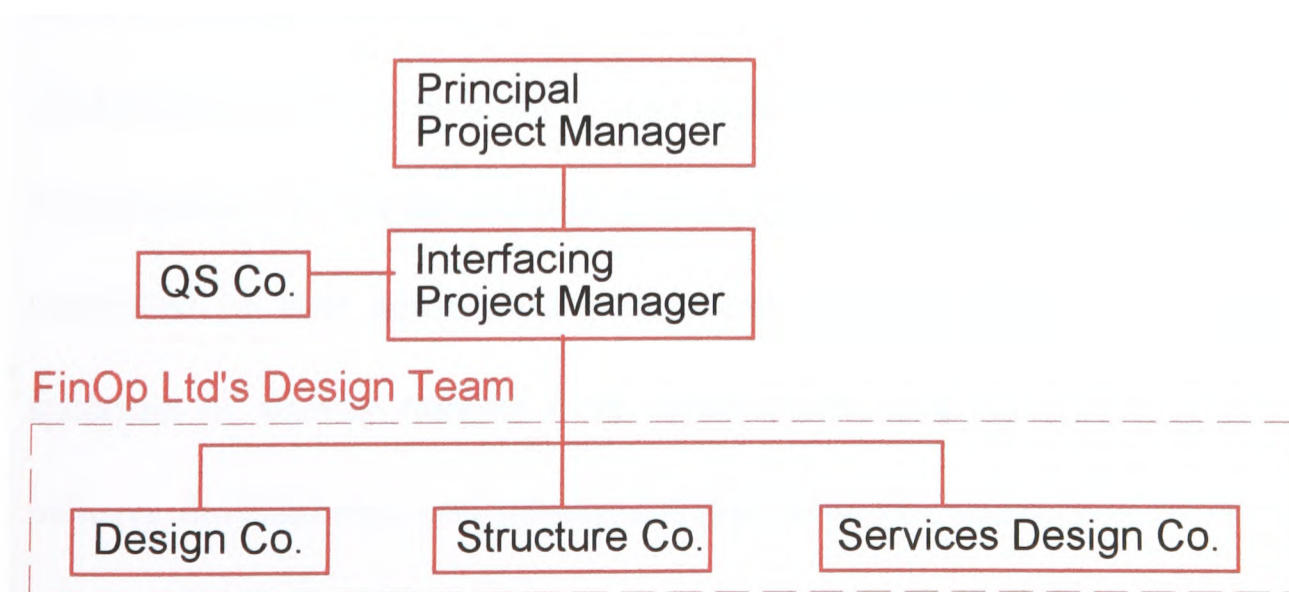 Principal
Project Manager
Interfacing
Project Manager
QS Co.
FinOp Ltd's Design Team
Design Co.
Structure Co.
Services Design Co.